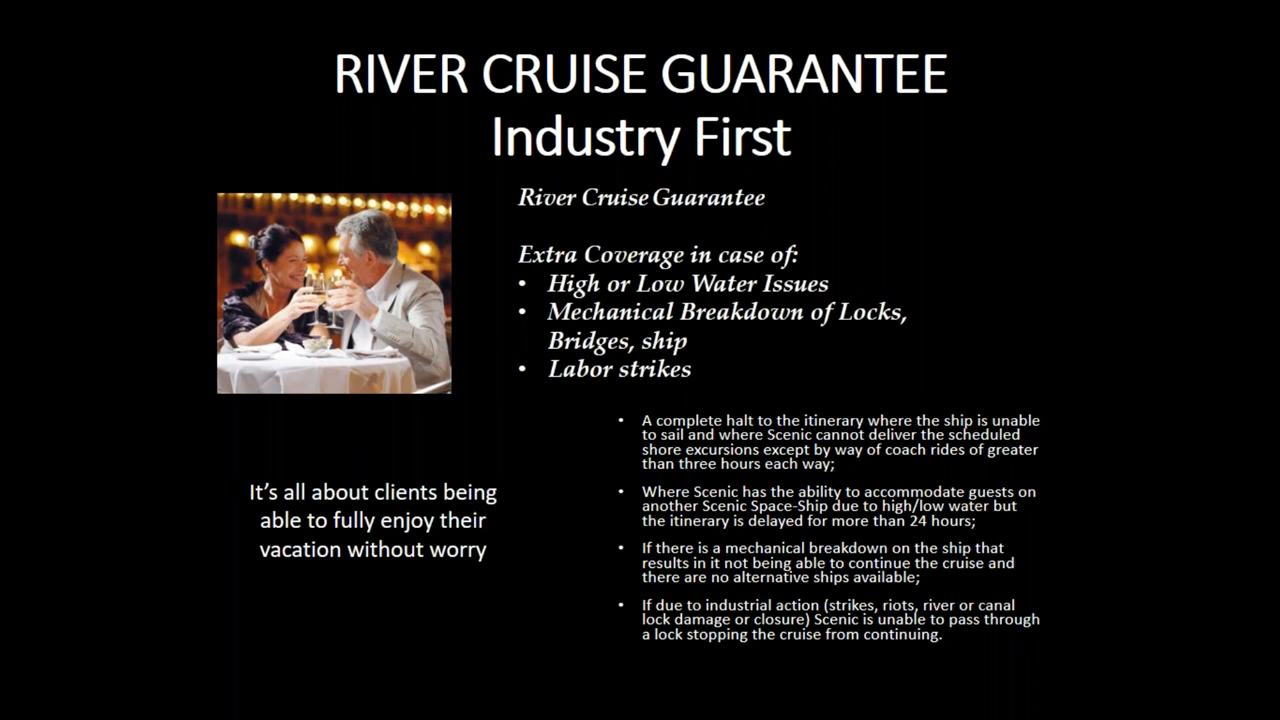 RIVER CRUISE GUARANTEE
Industry First
River Cruise Guarantee
Extra Coverage in case of:
• High or Low Water Issues
• Mechanical Breakdown of Locks,
Bridges, ship
• Labor strikes
It's all about clients being
able to fully enjoy their
vacation without worry
• A complete halt to the itinerary where the ship is unable
to sail and where Scenic cannot deliver the scheduled
shore excursions except by way of coach rides of greater
than three hours each way;
• Where Scenic has the ability to accommodate guests on
another Scenic Space-Ship due to high/low water but
the itinerary is delayed for more than 24 hours;
• If there is a mechanical breakdown on the ship that
results in it not being able to continue the cruise and
there are no alternative ships available;
• If due to industrial action (strikes, riots, river or canal
lock damage or closure) Scenic is unable to pass through
a lock stopping the cruise from continuing.